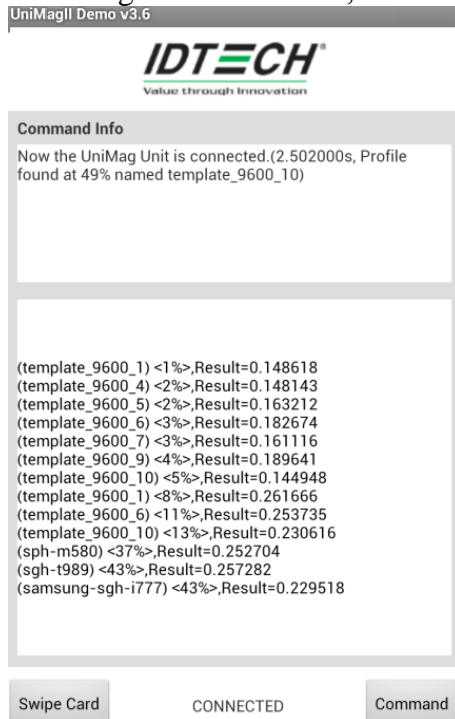 UniMagII Demo v3.6
IDTECH®
Value through Innovation
Command Info
Now the UniMag Unit is connected.(2.502000s, Profile
found at 49% named template_9600_10)
(template_9600_1) <1%>,Result=0.148618
(template_9600_4) <2%>,Result=0.148143
(template_9600_5) <2%>,Result=0.163212
(template_9600_6) <3%>,Result=0.182674
(template_9600_7) <3%>,Result=0.161116
(template_9600_9) <4%>,Result=0.189641
(template_9600_10) <5%>,Result=0.144948
(template_9600_1) <8%>,Result=0.261666
(template_9600_6) <11%>,Result=0.253735
(template_9600_10) <13%>,Result=0.230616
(sph-m580) <37%>,Result=0.252704
(sgh-t989) <43%>,Result=0.257282
(samsung-sgh-i777) <43%>,Result=0.229518
Swipe Card CONNECTED Command